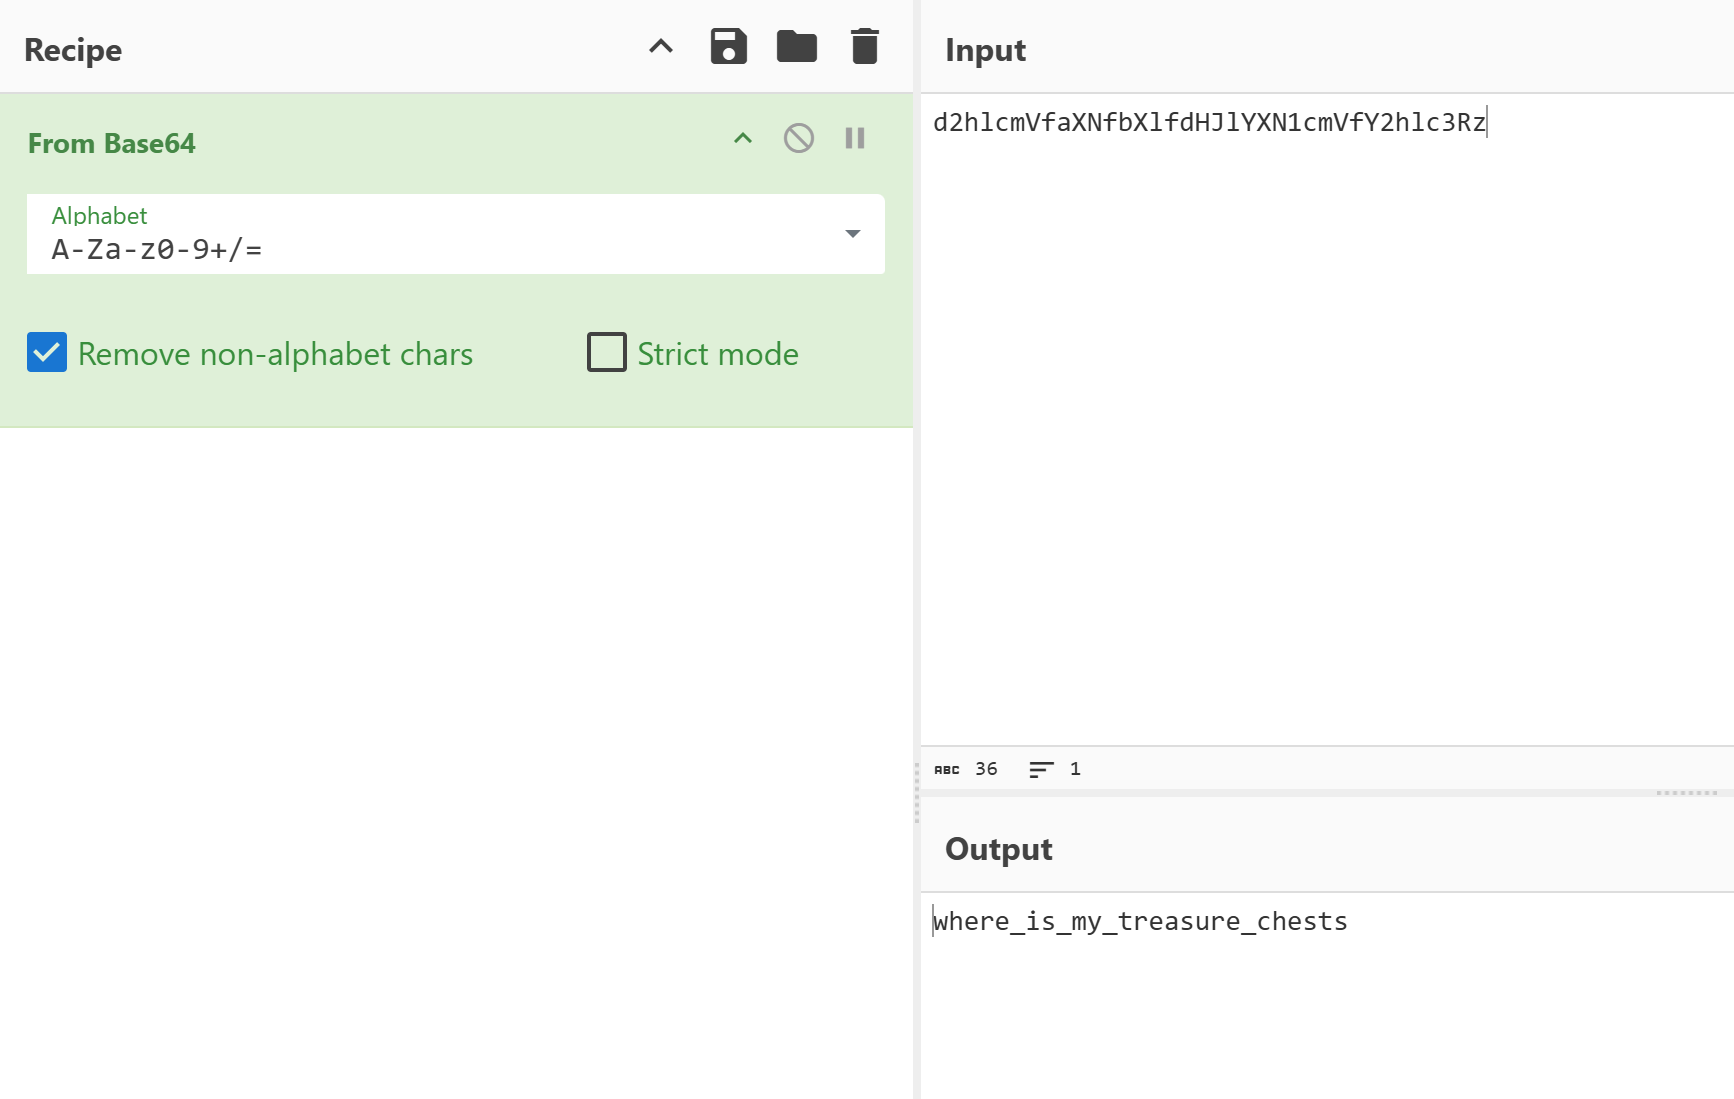 Recipe
From Base64
Alphabet
A-Za-z0-9+/=
Remove non-alphabet chars
Strict mode
Input
d2hlcmVfaXNfbXlfdHJlYXN1cmVfY2hlc3Rz
ABC 36 1
Output
where_is_my_treasure_chests